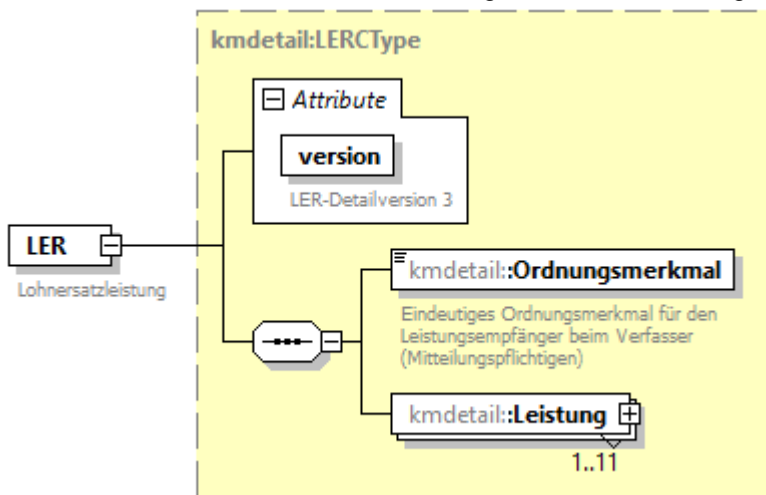 kmdetail:LERCType
Attribute
version
LER-Detailversion 3
LER
Lohnersatzleistung
kmdetail::Ordnungsmerkmal
Eindeutiges Ordnungsmerkmal für den
Leistungsempfänger beim Verfasser
(Mitteilungspflichtigen)
kmdetail::Leistung
1..11